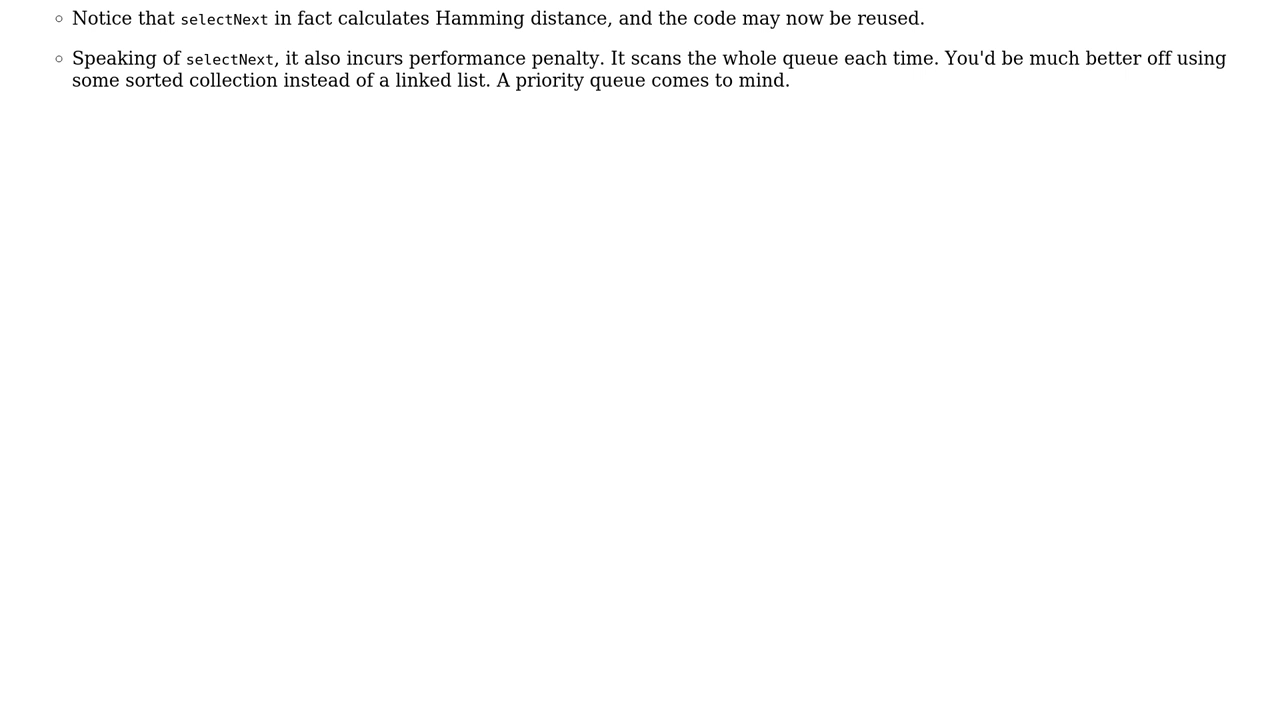 Notice that selectNext in fact calculates Hamming distance, and the code may now be reused.
Speaking of selectNext, it also incurs performance penalty. It scans the whole queue each time. You'd be much better off using
some sorted collection instead of a linked list. A priority queue comes to mind.